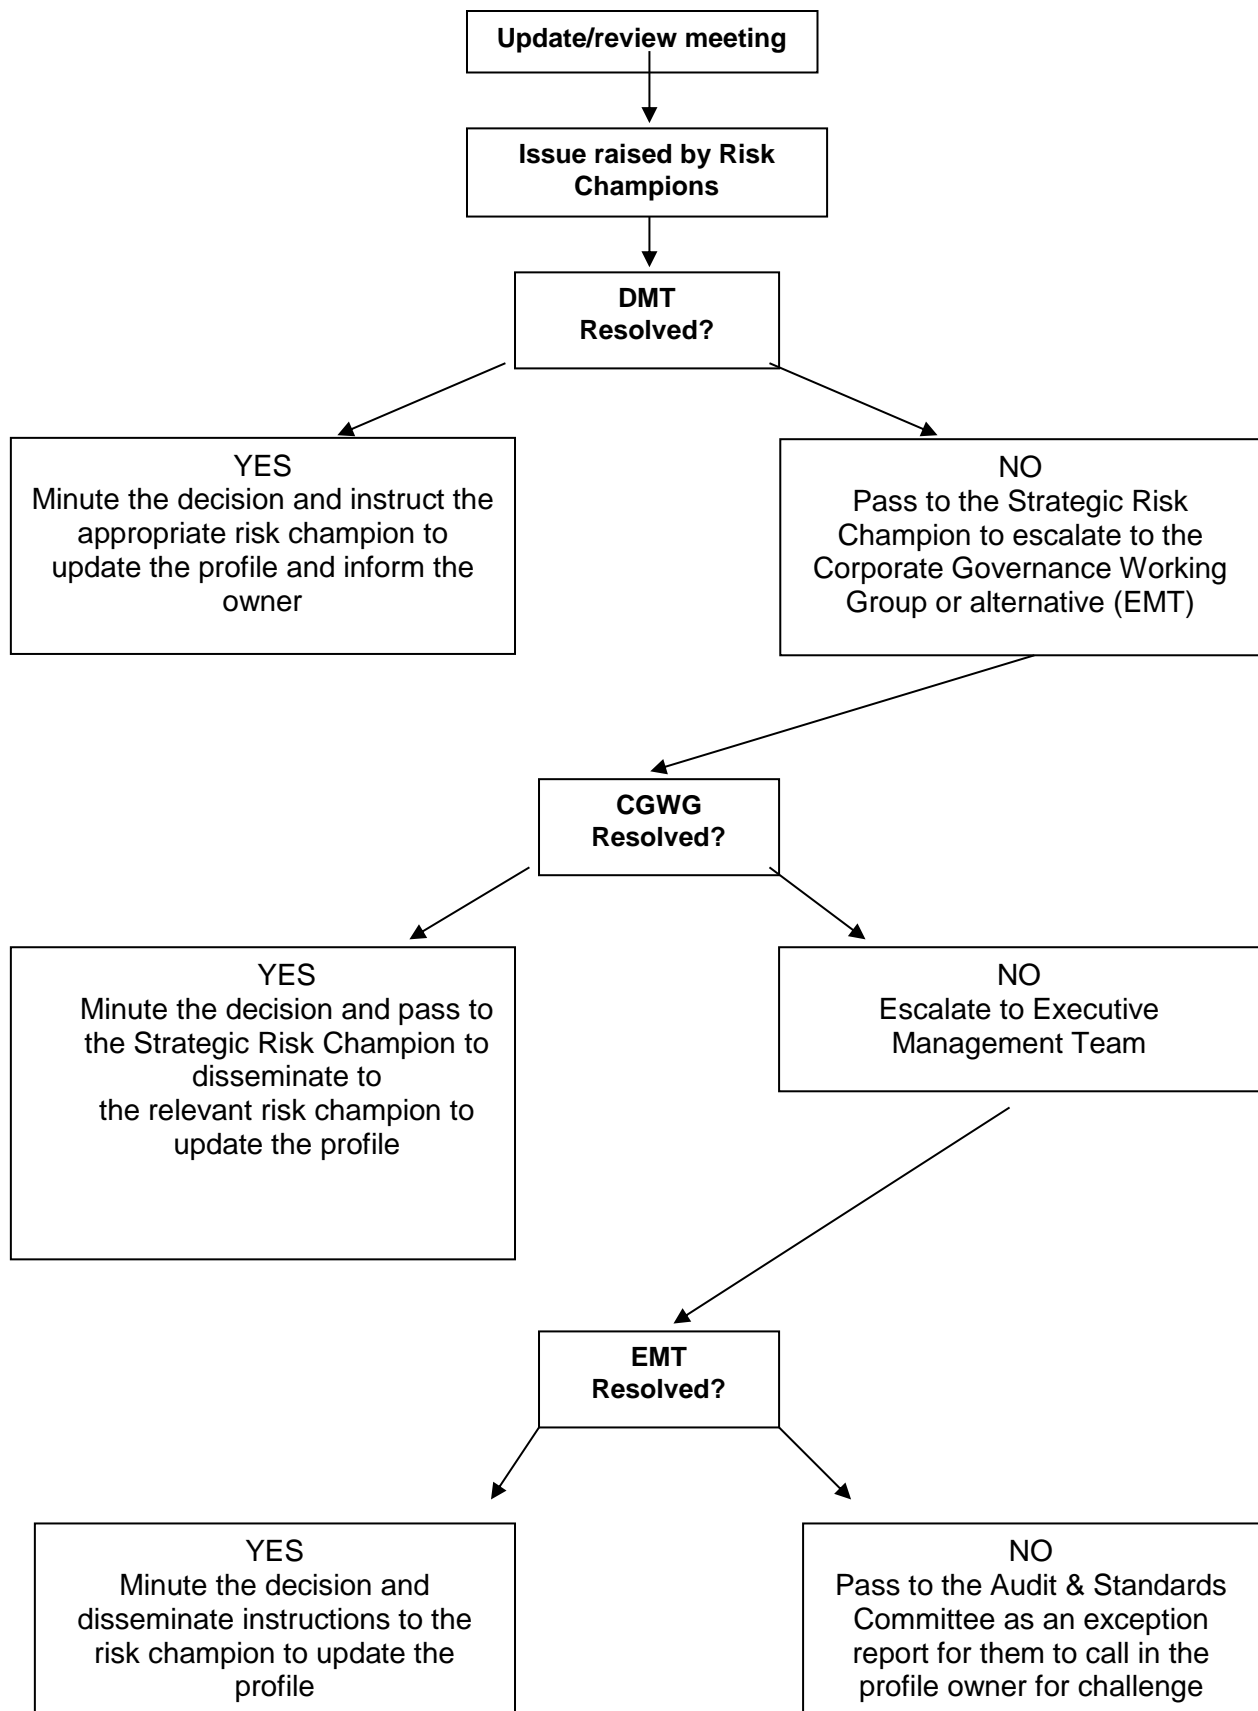 Update/review meeting
Issue raised by Risk
Champions
DMT
Resolved?
YES
Minute the decision and instruct the
appropriate risk champion to
update the profile and inform the
owner
NO
Pass to the Strategic Risk
Champion to escalate to the
Corporate Governance Working
Group or alternative (EMT)
CGWG
Resolved?
YES
Minute the decision and pass to
the Strategic Risk Champion to
disseminate to
the relevant risk champion to
update the profile
NO
Escalate to Executive
Management Team
EMT
Resolved?
YES
Minute the decision and
disseminate instructions to the
risk champion to update the
profile
NO
Pass to the Audit & Standards
Committee as an exception
report for them to call in the
profile owner for challenge